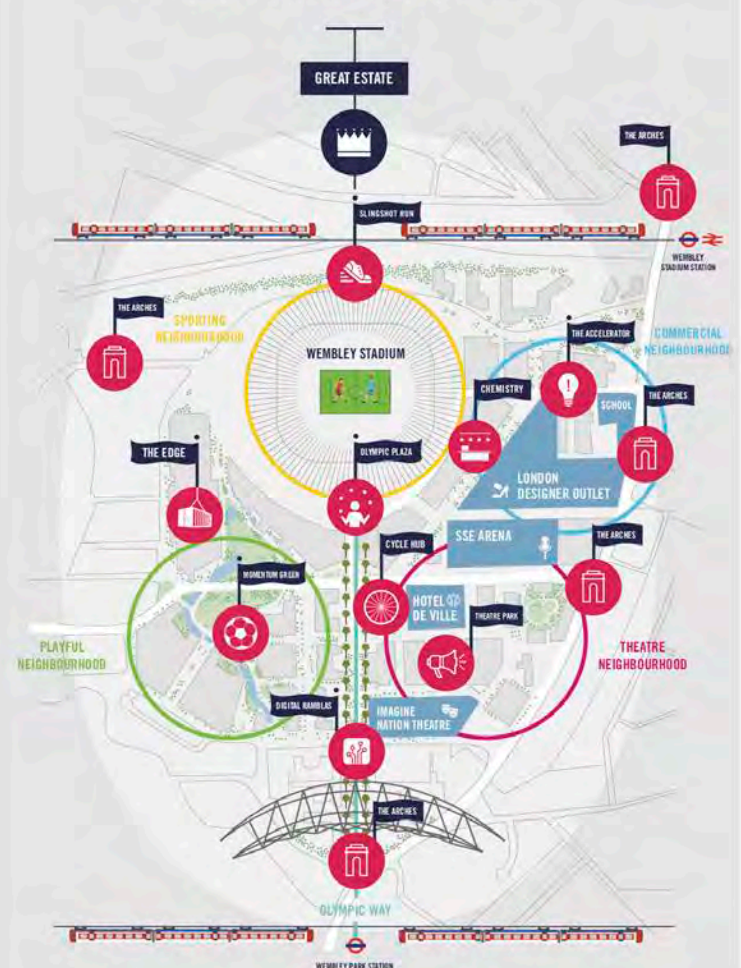 GREAT ESTATE
THE ARCHES
SLINGSHOT RUN
WEMBLEY
STADIUM STATION
THE ARCHES
SPORTING
NEIGHBOURHOOD
WEMBLEY STADIUM
THE ACCELERATOR
COMMERCIAL
NEIGHBOURHOOD
CHEMISTRY
SCHOOL
THE ARCHES
THE EDGE
OLYMPIC PLAZA
LONDON
DESIGNER OUTLET
CYCLE HUB
SSE ARENA
THE ARCHES
MOMENTUM GREEN
HOTEL
DE VILLE
THEATRE PARK
PLAYFUL
NEIGHBOURHOOD
THEATRE
NEIGHBOURHOOD
DIGITAL RAMBLAS
IMAGINE
NATION THEATRE
THE ARCHES
OLYMPIC WAY
WEMBLEY PARK STATION